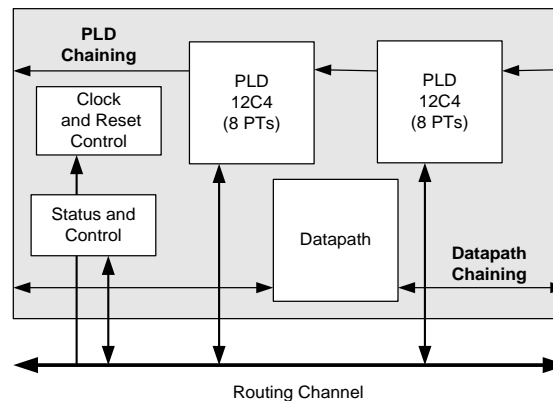 PLD
Chaining
PLD
12C4
(8 PTs)
PLD
12C4
(8 PTs)
Clock
and Reset
Control
Status and
Control
Datapath
Datapath
Chaining
Routing Channel